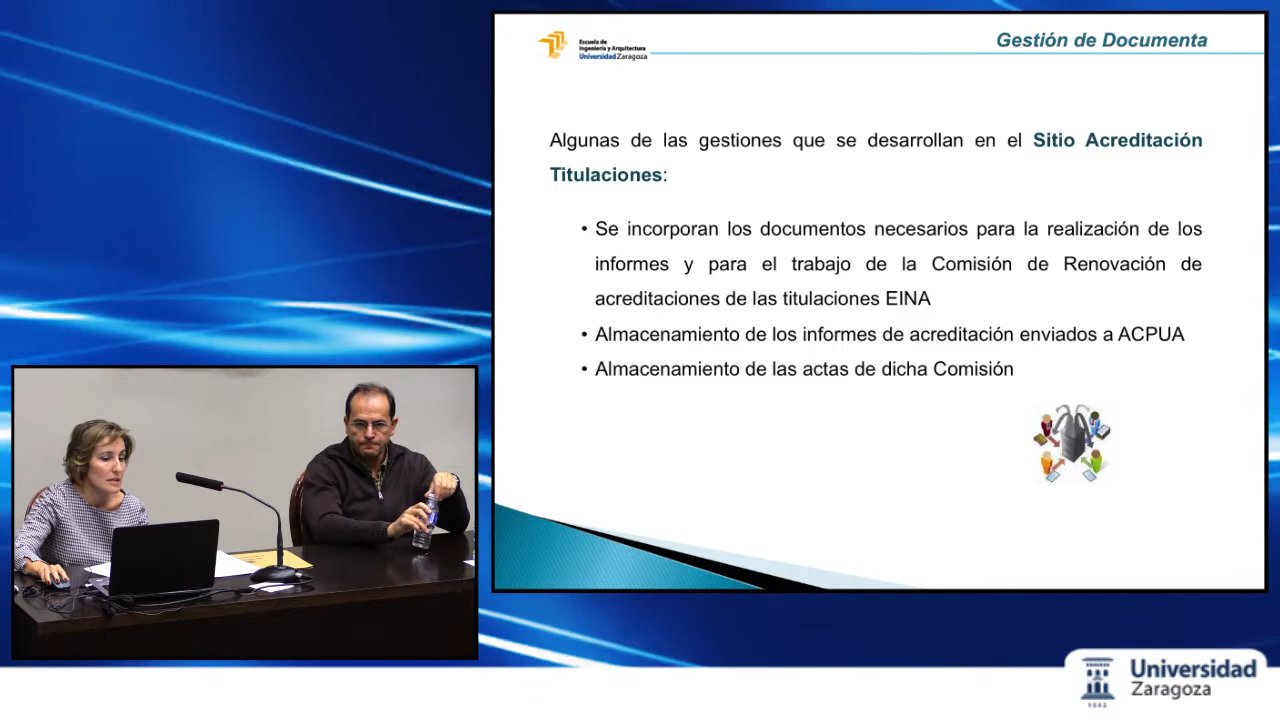 Escuela de
Ingeniería y Arquitectura
Universidad Zaragoza
Gestión de Documenta
Algunas de las gestiones que se desarrollan en el Sitio Acreditación
Titulaciones:
• Se incorporan los documentos necesarios para la realización de los
informes y para el trabajo de la Comisión de Renovación de
acreditaciones de las titulaciones EINA
• Almacenamiento de los informes de acreditación enviados a ACPUA
• Almacenamiento de las actas de dicha Comisión
Universidad
Zaragoza
1542